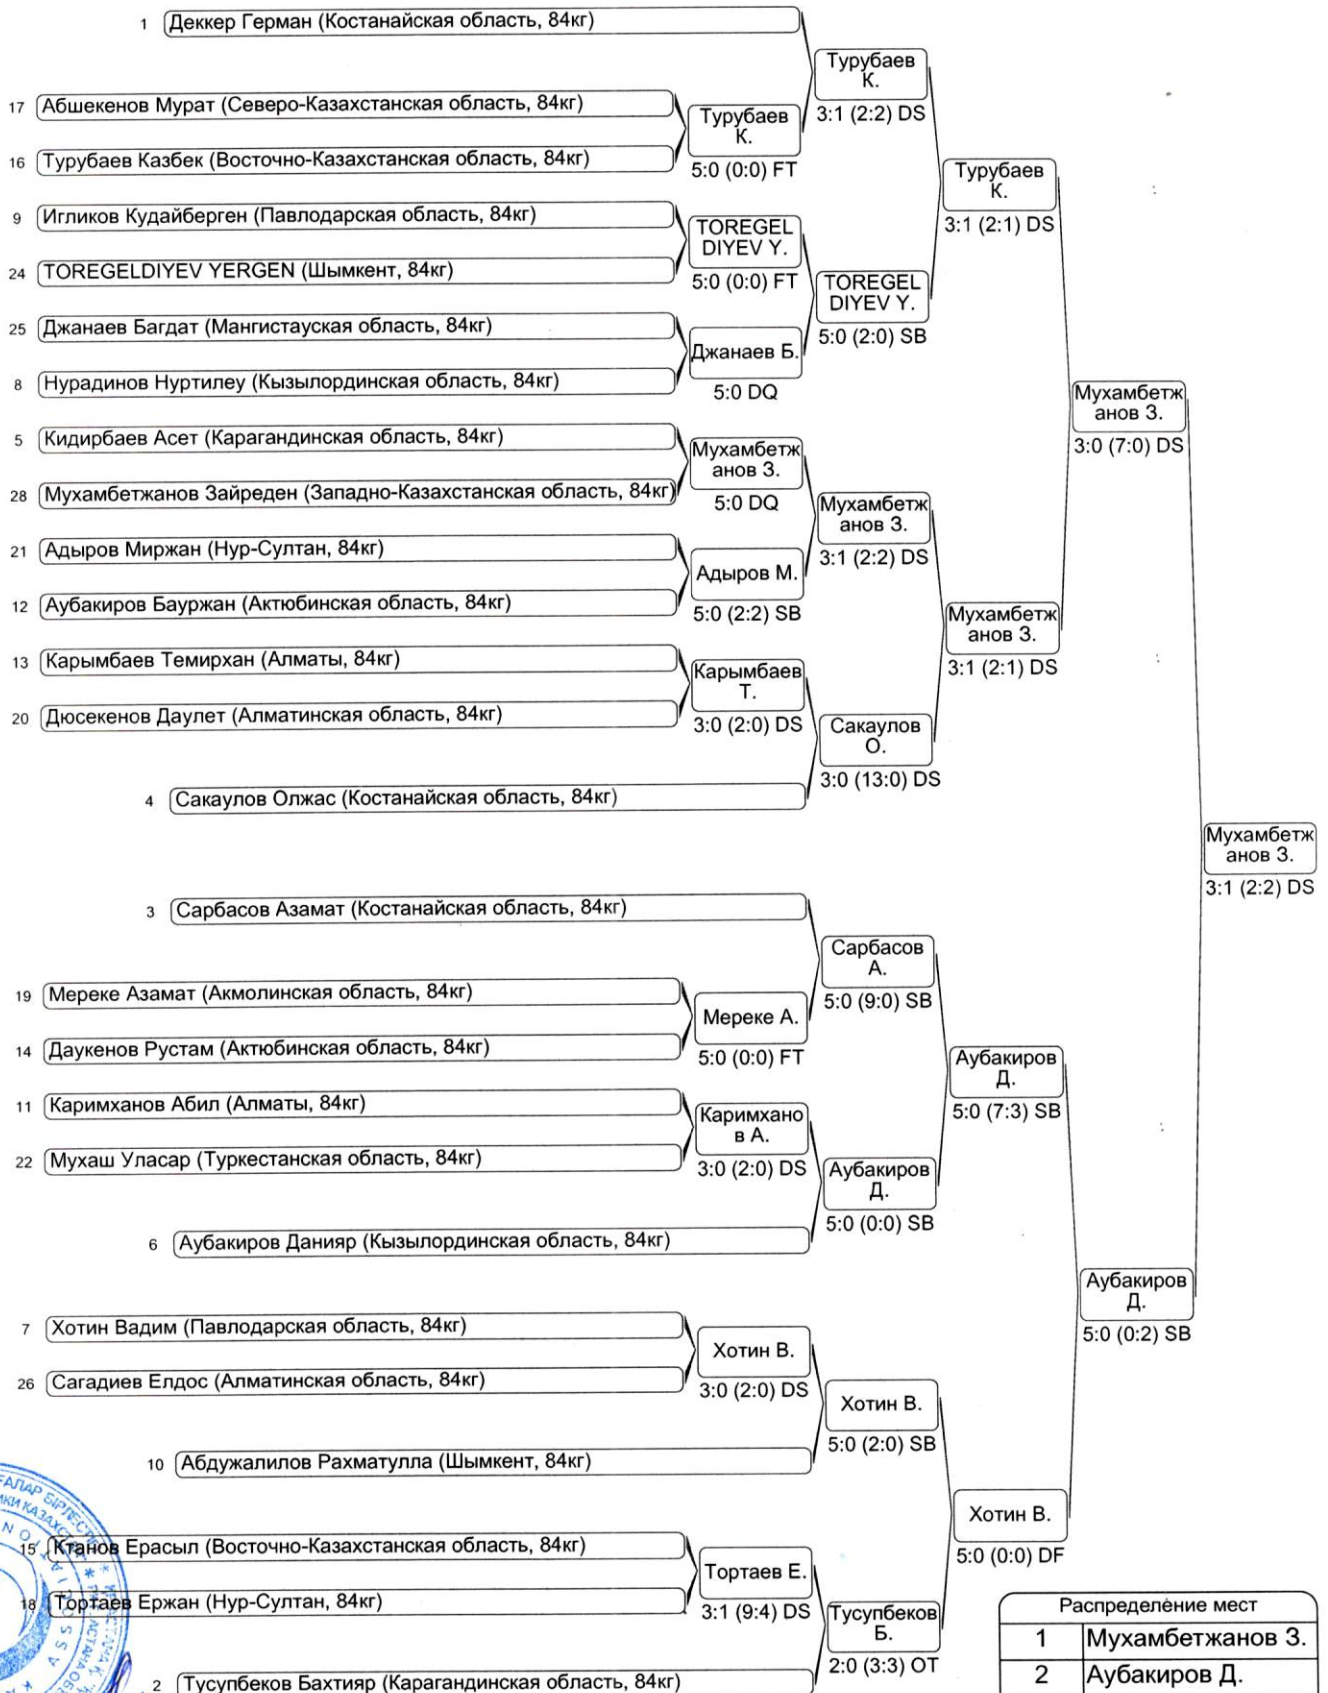 1 Деккер Герман (Костанайская область, 84кг)
Турубаев
К.
3:1 (2:2) DS
17 Абшекенов Мурат (Северо-Казахстанская область, 84кг)
Турубаев
К.
5:0 (0:0) FT
16 Турубаев Казбек (Восточно-Казахстанская область, 84кг)
Турубаев
К.
3:1 (2:1) DS
9 Игликов Кудайберген (Павлодарская область, 84кг)
TOREGEL
DIYEV Y.
5:0 (0:0) FT
24 TOREGELDIYEV YERGEN (Шымкент, 84кг)
TOREGEL
DIYEV Y.
5:0 (2:0) SB
25 Джанаев Багдат (Мангистауская область, 84кг)
Джанаев Б.
5:0 DQ
8 Нурадинов Нуртилеу (Кызылординская область, 84кг)
Мухамбетж
анов З.
3:0 (7:0) DS
5 Кидирбаев Асет (Карагандинская область, 84кг)
Мухамбетж
анов З.
5:0 DQ
28 Мухамбетжанов Зайреден (Западно-Казахстанская область, 84кг)
Мухамбетж
анов З.
3:1 (2:2) DS
21 Адыров Миржан (Нур-Султан, 84кг)
Адыров М.
5:0 (2:2) SB
12 Аубакиров Бауржан (Актюбинская область, 84кг)
Мухамбетж
анов З.
3:1 (2:1) DS
13 Карымбаев Темирхан (Алматы, 84кг)
Карымбаев
Т.
3:0 (2:0) DS
20 Дюсекенов Даулет (Алматинская область, 84кг)
Сакаулов
О.
3:0 (13:0) DS
4 Сакаулов Олжас (Костанайская область, 84кг)
Мухамбетж
анов З.
3:1 (2:2) DS
3 Сарбасов Азамат (Костанайская область, 84кг)
Сарбасов
А.
5:0 (9:0) SB
19 Мереке Азамат (Акмолинская область, 84кг)
Мереке А.
5:0 (0:0) FT
14 Даукенов Рустам (Актюбинская область, 84кг)
Аубакиров
Д.
5:0 (7:3) SB
11 Каримханов Абил (Алматы, 84кг)
Каримхано
в А.
3:0 (2:0) DS
22 Мухаш Уласар (Туркестанская область, 84кг)
Аубакиров
Д.
5:0 (0:0) SB
6 Аубакиров Данияр (Кызылординская область, 84кг)
Аубакиров
Д.
5:0 (0:2) SB
7 Хотин Вадим (Павлодарская область, 84кг)
Хотин В.
3:0 (2:0) DS
26 Сагадиев Елдос (Алматинская область, 84кг)
Хотин В.
5:0 (2:0) SB
10 Абдужалилов Рахматулла (Шымкент, 84кг)
Хотин В.
5:0 (0:0) DF
15 Ктанов Ерасыл (Восточно-Казахстанская область, 84кг)
Тортаев Е.
3:1 (9:4) DS
18 Тортаев Ержан (Нур-Султан, 84кг)
Тусупбеков
Б.
2:0 (3:3) OT
2 Тусупбеков Бахтияр (Карагандинская область, 84кг)
Распределение мест
1 Мухамбетжанов З.
2 Аубакиров Д.